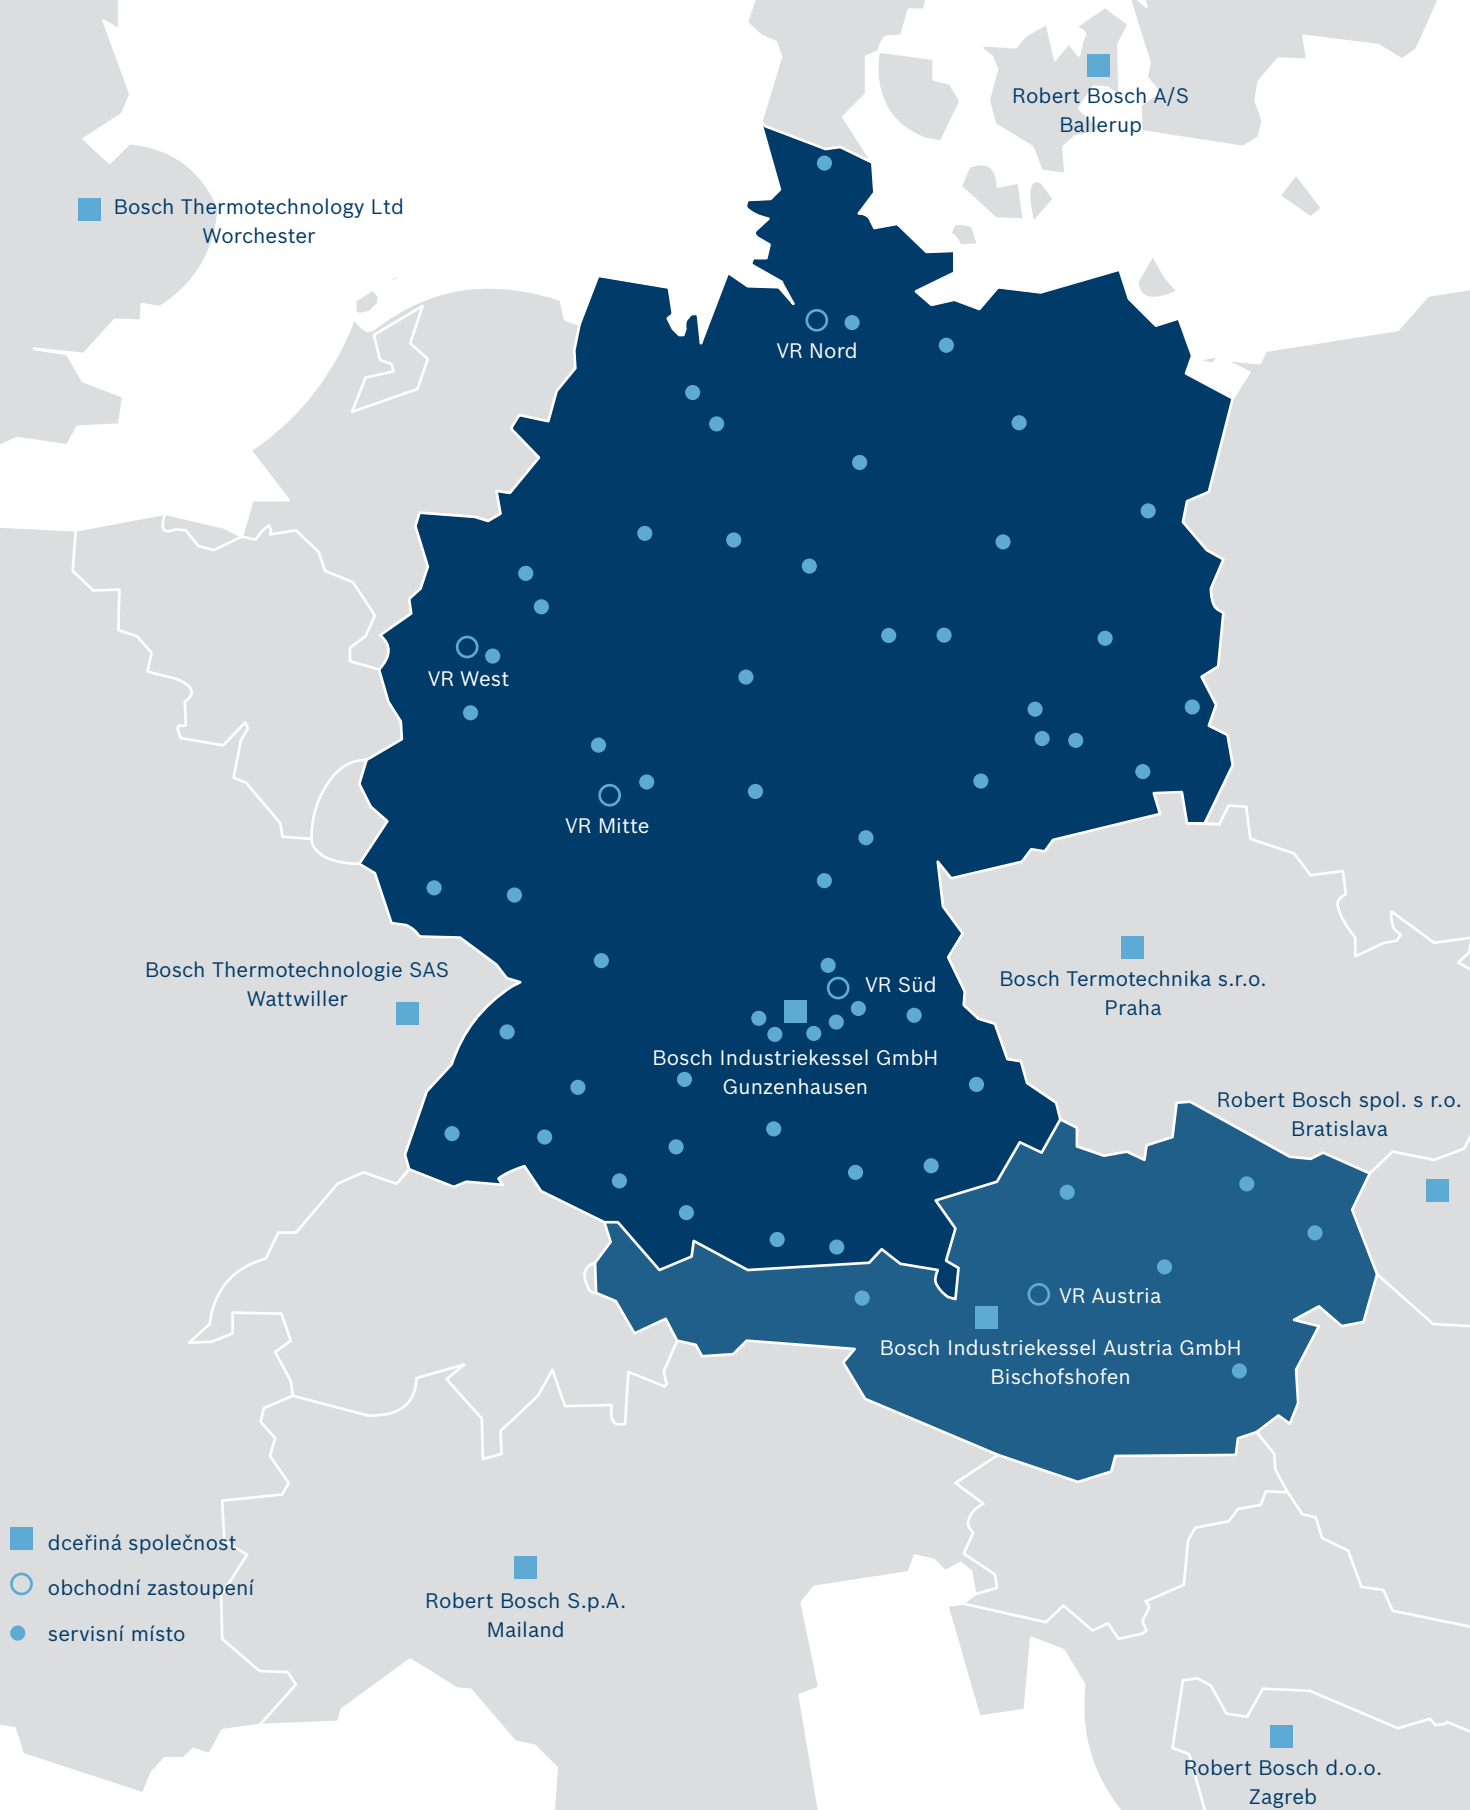 Robert Bosch A/S
Ballerup
Bosch Thermotechnology Ltd
Worchester
VR Nord
VR West
VR Mitte
Bosch Thermotechnologie SAS
Wattwiller
VR Süd
Bosch Termotechnika s.r.o.
Praha
Bosch Industriekessel GmbH
Gunzenhausen
Robert Bosch spol. s r.o.
Bratislava
VR Austria
Bosch Industriekessel Austria GmbH
Bischofshofen
dceřiná společnost
obchodní zastoupení
servisní místo
Robert Bosch S.p.A.
Mailand
Robert Bosch d.o.o.
Zagreb